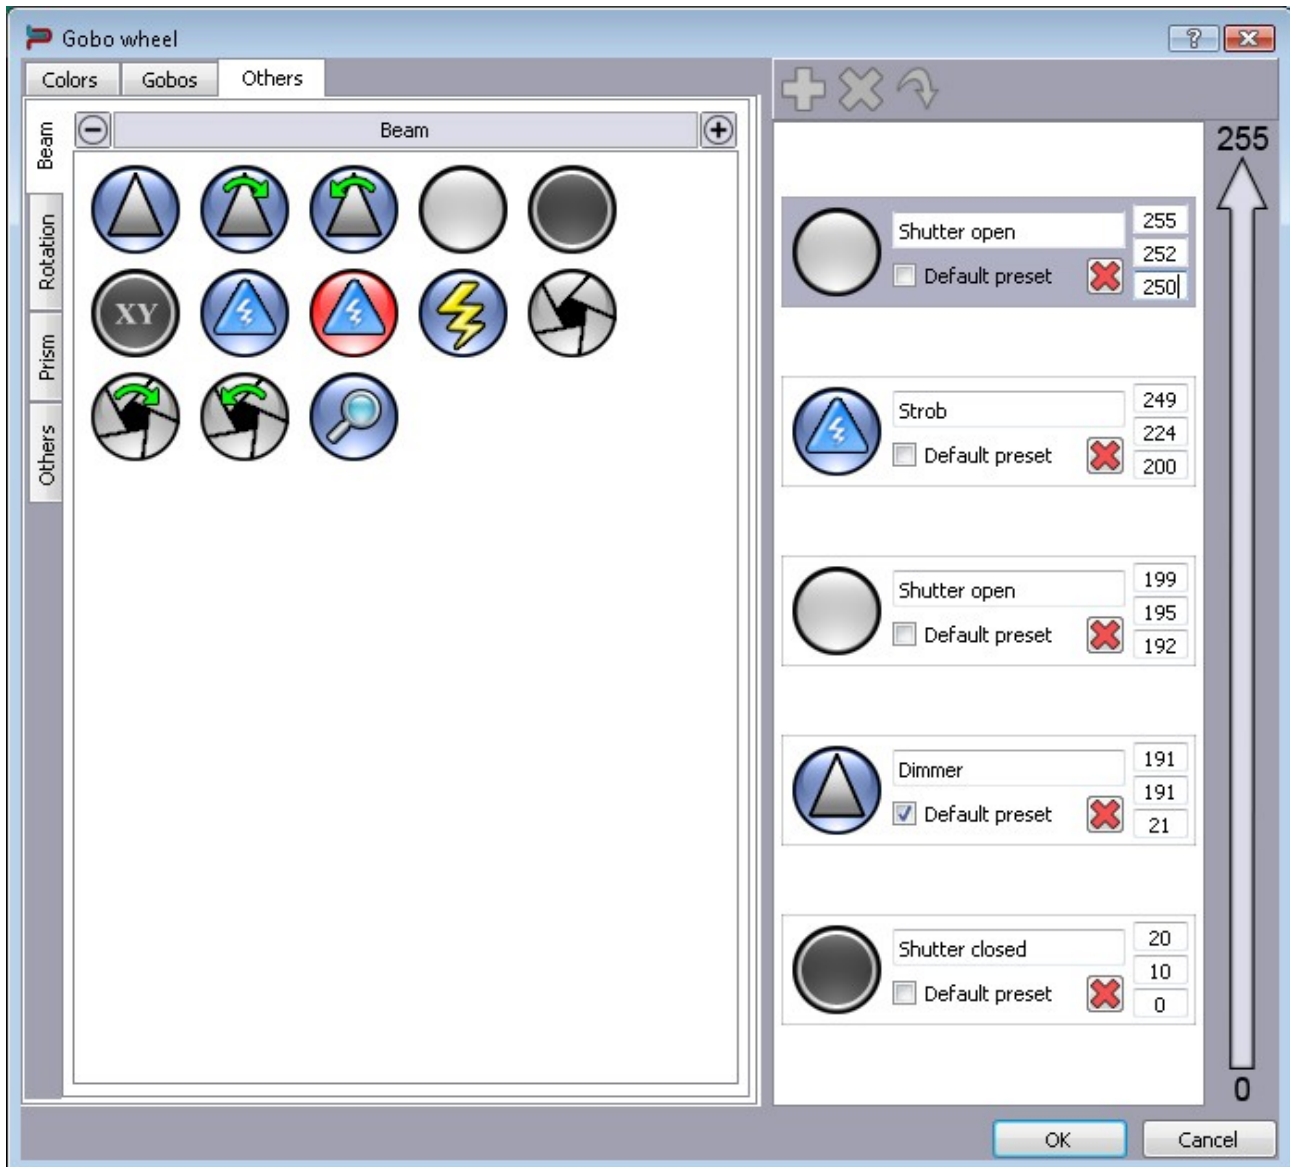 Gobo wheel
Colors
Gobos
Others
Beam
Rotation
Prism
Others
Beam
XY
255
Shutter open
255
252
250
Default preset
Strob
249
224
200
Default preset
Shutter open
199
195
192
Default preset
Dimmer
191
191
21
Default preset
Shutter closed
20
10
0
Default preset
0
OK
Cancel